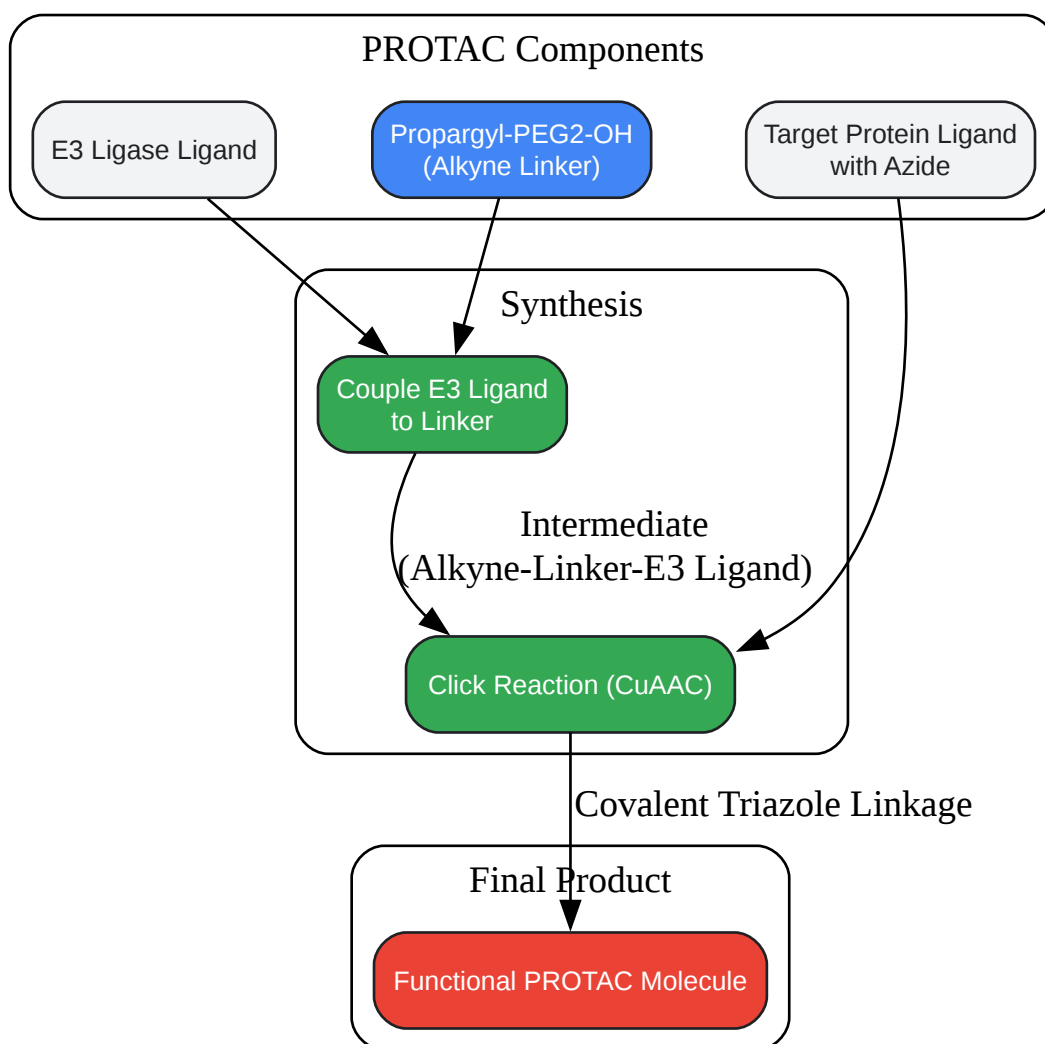 PROTAC Components
E3 Ligase Ligand
Propargyl-PEG2-OH
(Alkyne Linker)
Target Protein Ligand
with Azide
Synthesis
Couple E3 Ligand
to Linker
Intermediate
(Alkyne-Linker-E3 Ligand)
Click Reaction (CuAAC)
Covalent Triazole Linkage
Final Product
Functional PROTAC Molecule